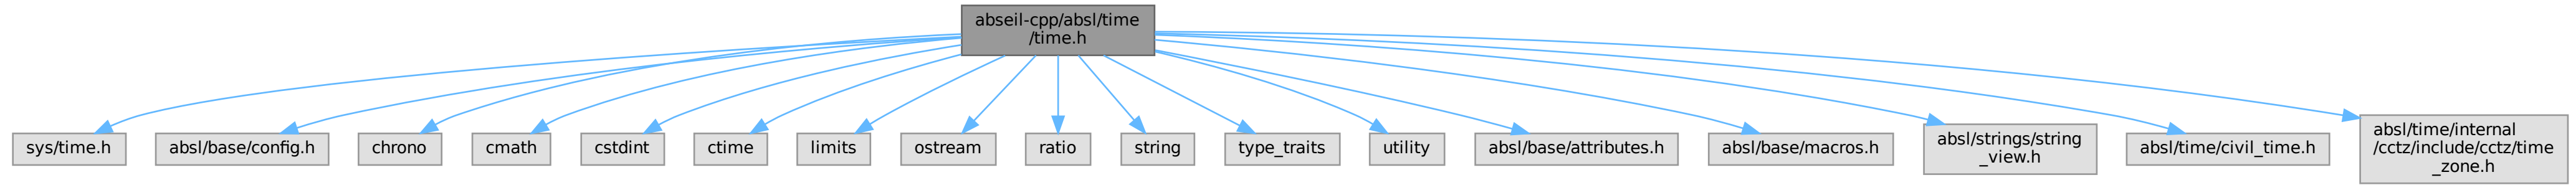 abseil-cpp/absl/time
/time.h
sys/time.h
absl/base/config.h
chrono
cmath
cstdint
ctime
limits
ostream
ratio
string
type_traits
utility
absl/base/attributes.h
absl/base/macros.h
absl/strings/string
_view.h
absl/time/civil_time.h
absl/time/internal
/cctz/include/cctz/time
_zone.h